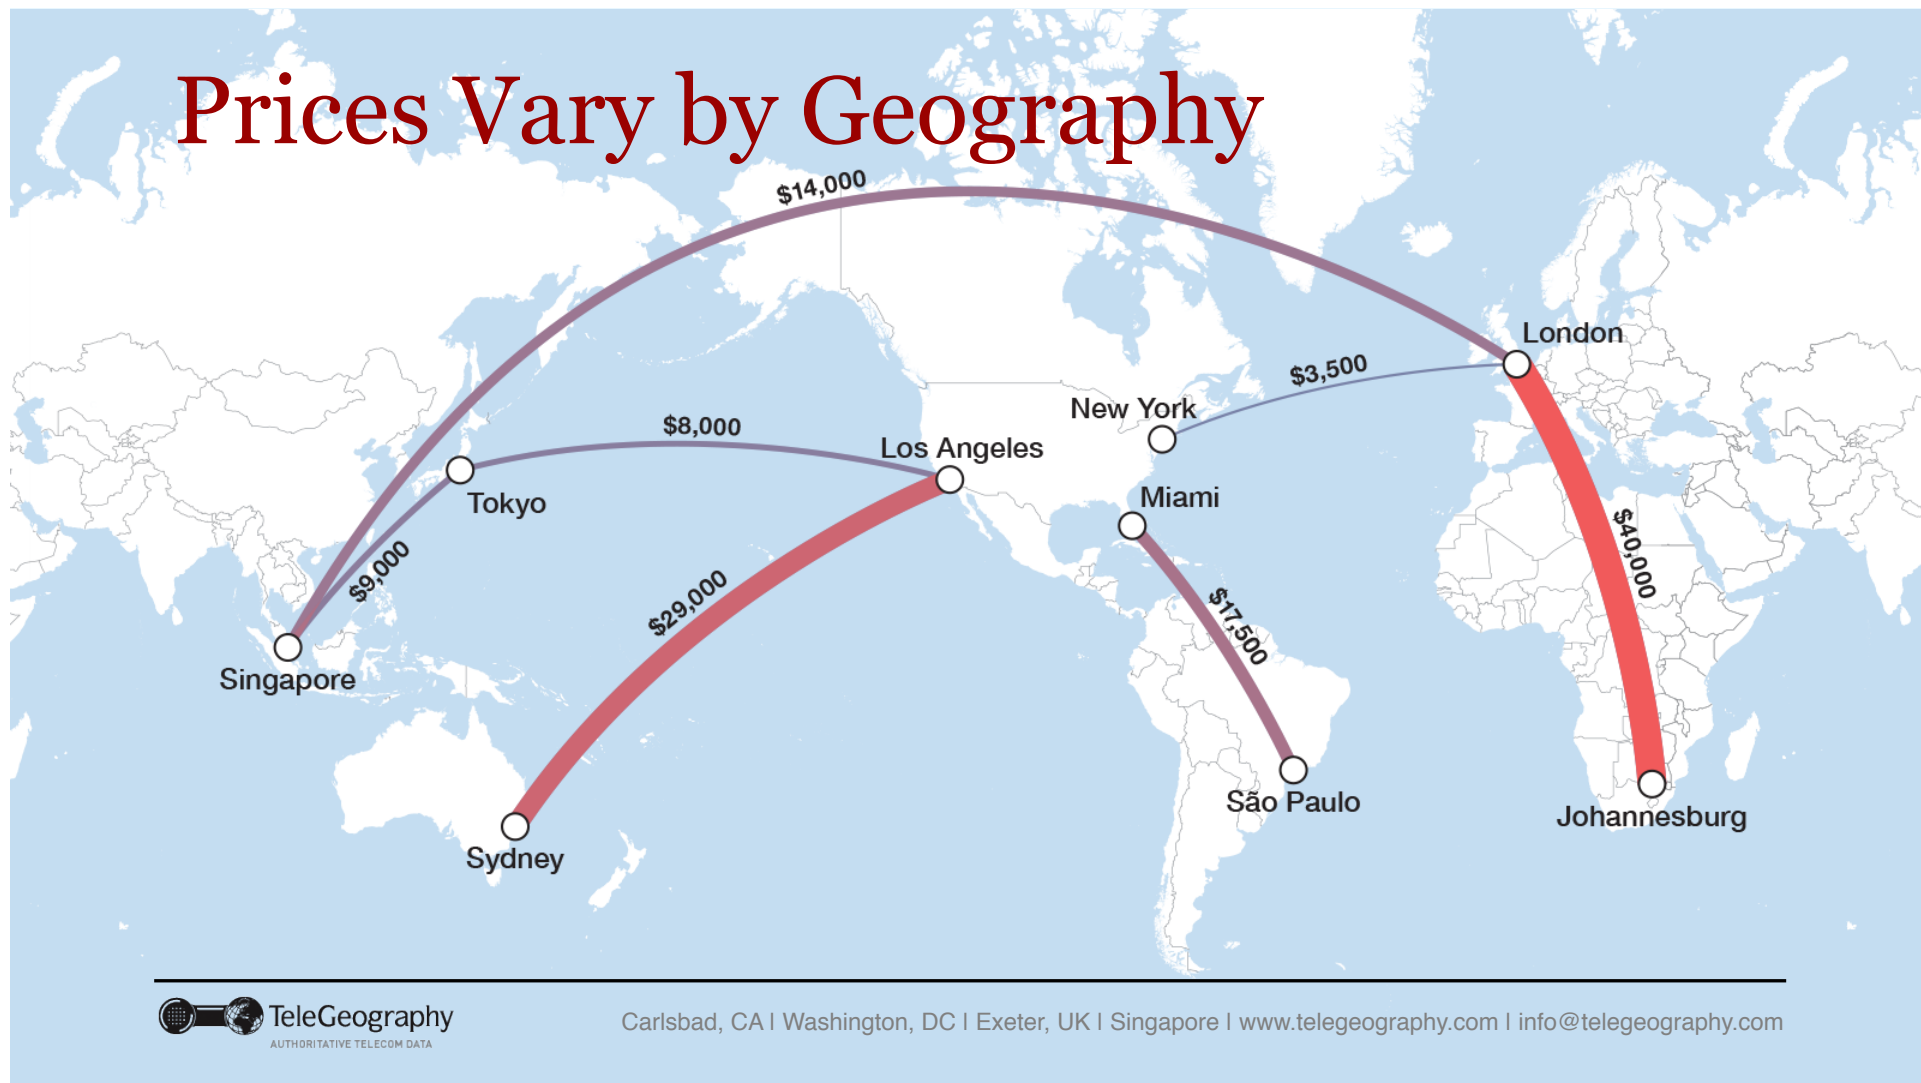 Prices Vary by Geography
$14,000
London
$3,500
New York
$8,000
Los Angeles
Tokyo
Miami
$40,000
$9,000
$29,000
$17,500
Singapore
São Paulo
Johannesburg
Sydney
TeleGeography
AUTHORITATIVE TELECOM DATA
Carlsbad, CA | Washington, DC | Exeter, UK | Singapore | www.telegeography.com | info@telegeography.com